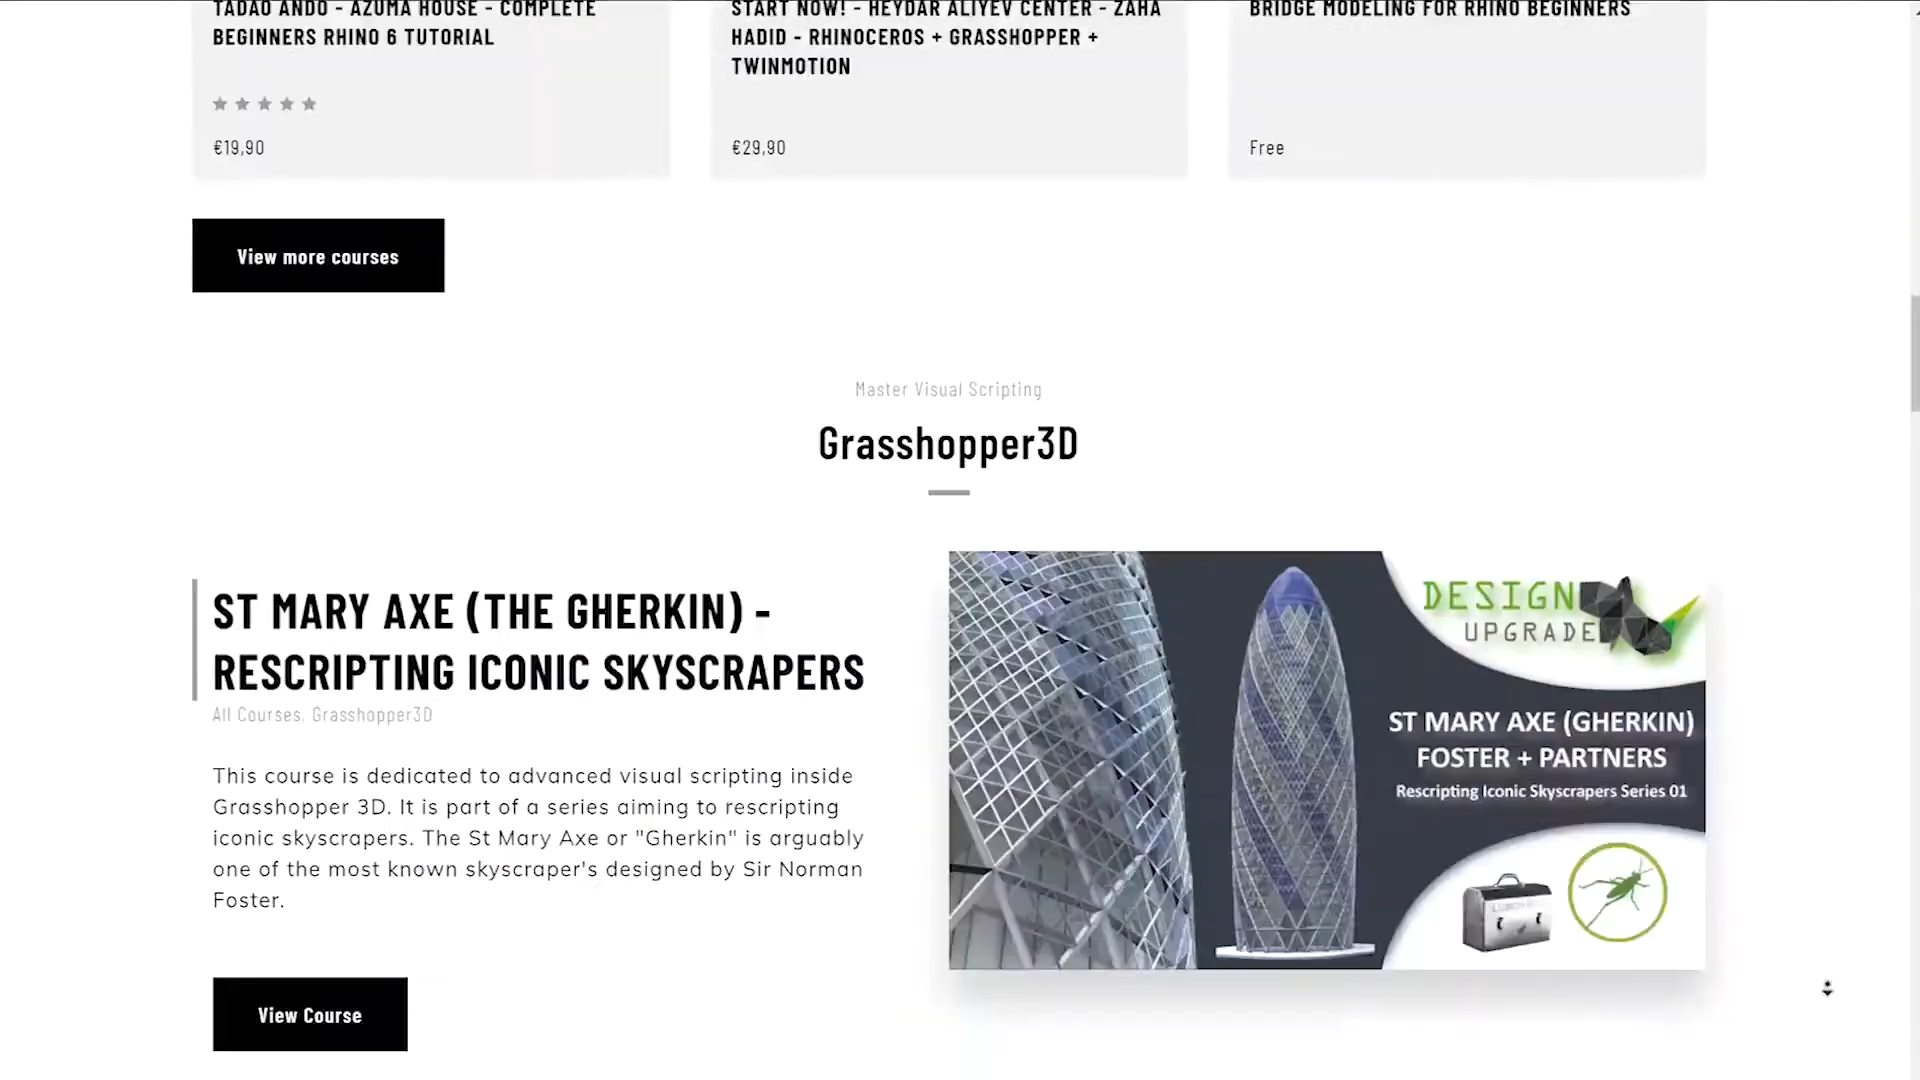 TADAO ANDO - AZUMA HOUSE - COMPLETE
BEGINNERS RHINO 6 TUTORIAL
€19,90
START NOW! - HEYDAR ALIYEV CENTER - ZAHA
HADID - RHINOCEROS + GRASSHOPPER +
TWINMOTION
€29,90
BRIDGE MODELING FOR RHINO BEGINNERS
Free
View more courses
Master Visual Scripting
Grasshopper3D
ST MARY AXE (THE GHERKIN) -
RESCRIPTING ICONIC SKYSCRAPERS
All Courses, Grasshopper3D
This course is dedicated to advanced visual scripting inside
Grasshopper 3D. It is part of a series aiming to rescripting
iconic skyscrapers. The St Mary Axe or "Gherkin" is arguably
one of the most known skyscraper's designed by Sir Norman
Foster.
View Course
DESIGN
UPGRADE
ST MARY AXE (GHERKIN)
FOSTER + PARTNERS
Rescripting Iconic Skyscrapers Series 01